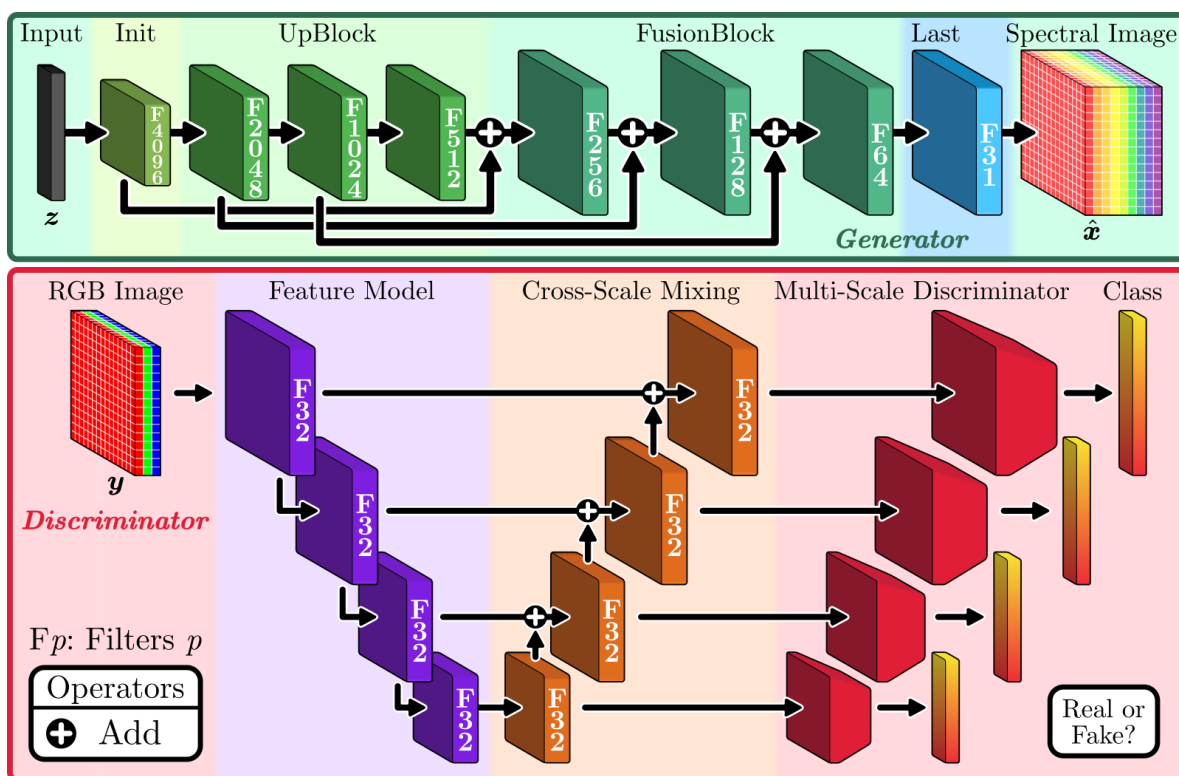 Input Init UpBlock FusionBlock Last Spectral Image
F4096 F2048 F1024 F512 F256 F128 F64 F31
z x̂
Generator
RGB Image Feature Model Cross-Scale Mixing Multi-Scale Discriminator Class
F32 F32
y
Discriminator
F32 F32
F32 F32
F32 F32
Fp: Filters p
Operators
Add
Real or
Fake?